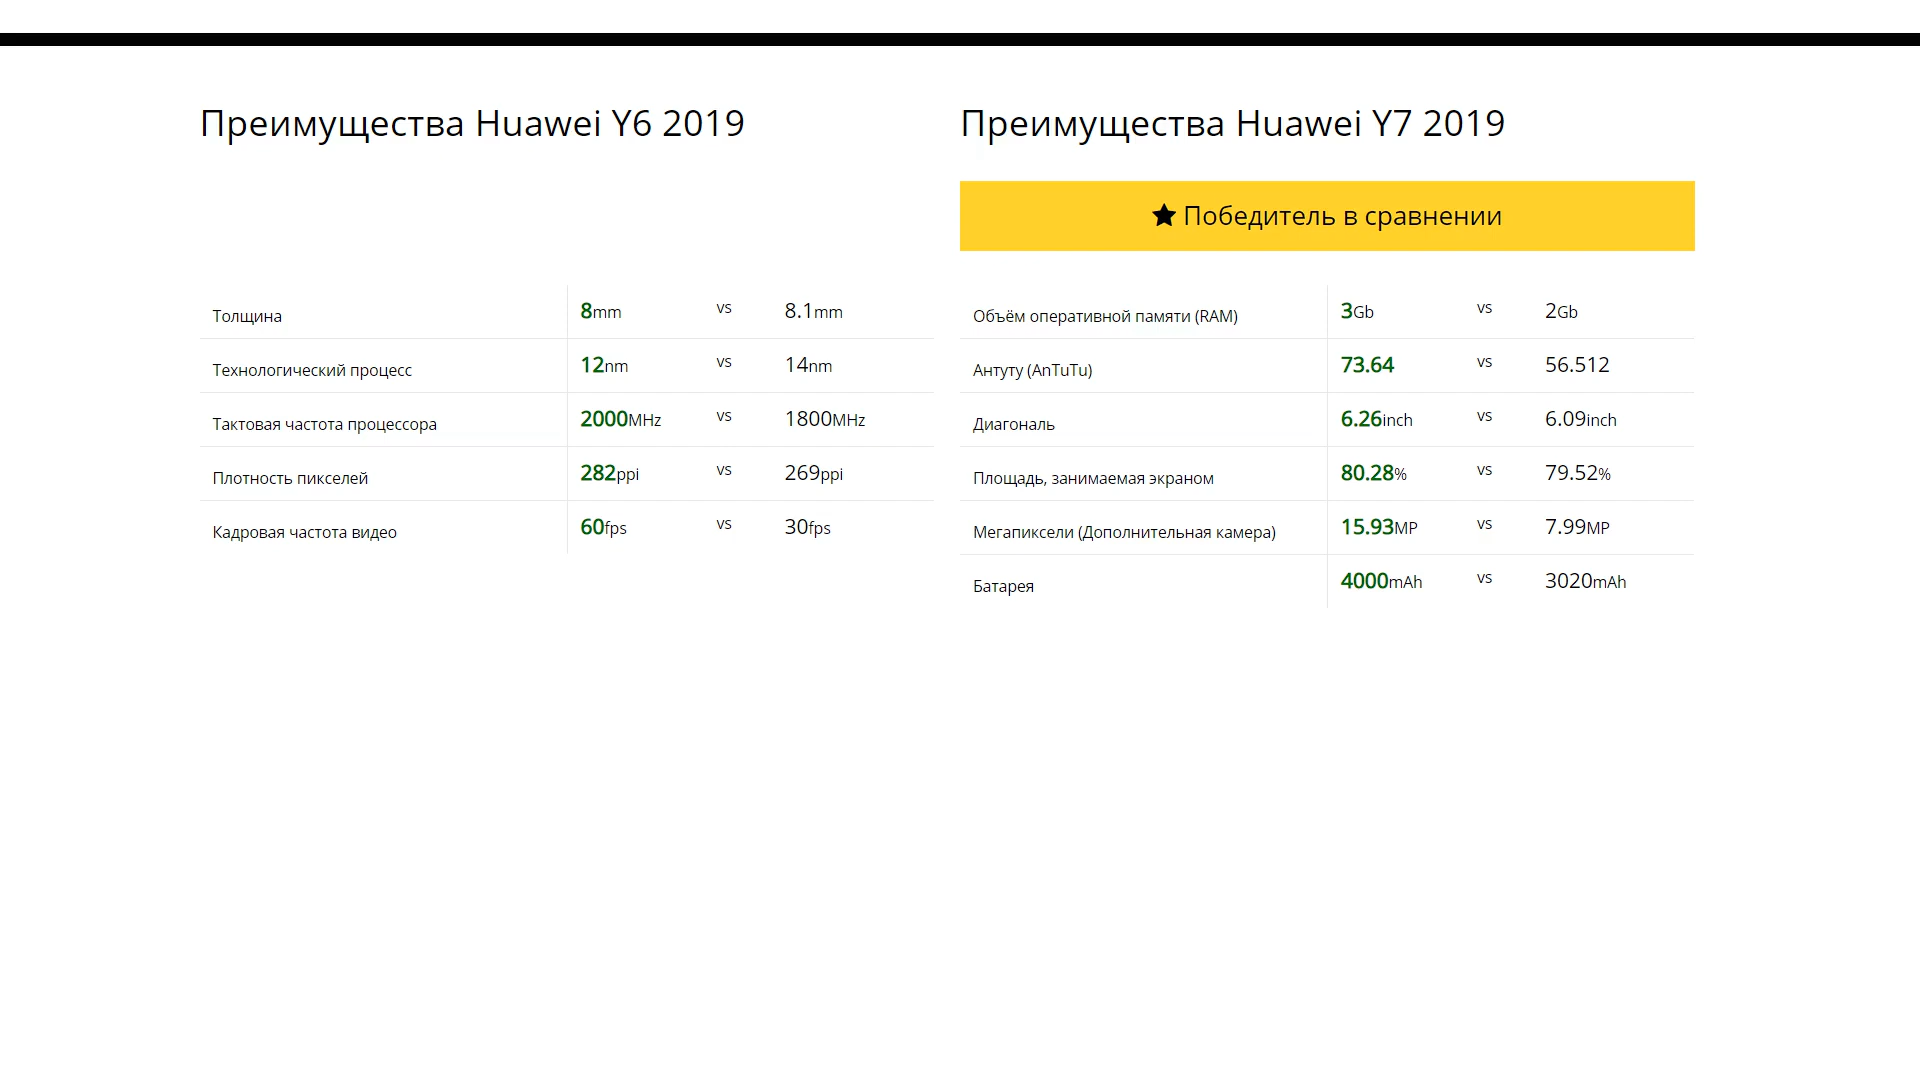 Преимущества Huawei Y6 2019
Толщина 8mm vs 8.1mm
Технологический процесс 12nm vs 14nm
Тактовая частота процессора 2000MHz vs 1800MHz
Плотность пикселей 282ppi vs 269ppi
Кадровая частота видео 60fps vs 30fps
Преимущества Huawei Y7 2019
Победитель в сравнении
Объём оперативной памяти (RAM) 3Gb vs 2Gb
Антуту (AnTuTu) 73.64 vs 56.512
Диагональ 6.26inch vs 6.09inch
Площадь, занимаемая экраном 80.28% vs 79.52%
Мегапиксели (Дополнительная камера) 15.93MP vs 7.99MP
Батарея 4000mAh vs 3020mAh